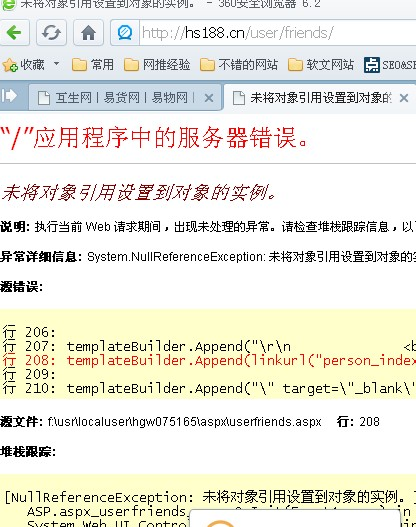 未将对象引用设置到对象的实例。 - 360安全浏览器 6.2
http://hs188.cn/user/friends/
收藏 常用 网推经验 不错的网站 软文网站 SEO&SE
互生网丨易货网丨易物网丨 未将对象引用设置到对象的
“/”应用程序中的服务器错误。
未将对象引用设置到对象的实例。
说明: 执行当前 Web 请求期间，出现未处理的异常。请检查堆栈跟踪信息，以
异常详细信息: System.NullReferenceException: 未将对象引用设置到对象的
源错误:
行 206:
行 207: templateBuilder.Append("\r\n <b
行 208: templateBuilder.Append(linkurl("person_index
行 209:
行 210: templateBuilder.Append("\" target=\"_blank\"
源文件: f:\usr\localuser\hgw075165\aspx\userfriends.aspx 行: 208
堆栈跟踪:
[NullReferenceException: 未将对象引用设置到对象的实例。]
ASP.aspx_userfriends_
System.Web.UI.Contro